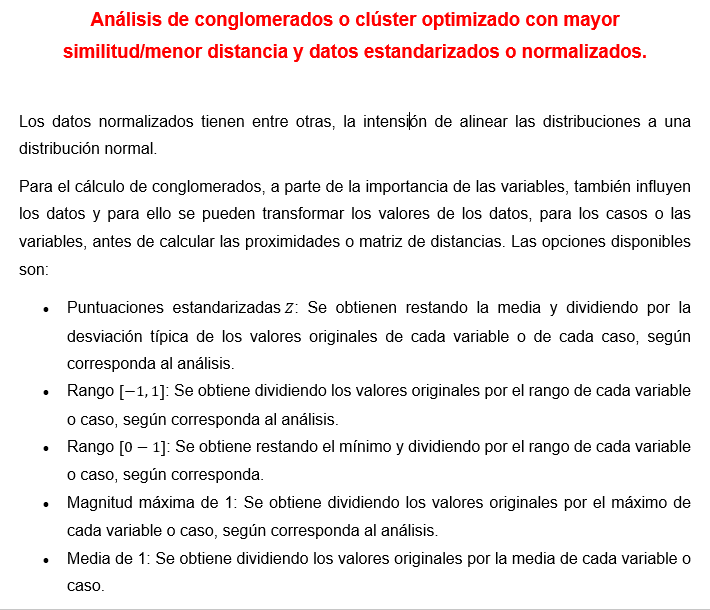 Análisis de conglomerados o clúster optimizado con mayor
similitud/menor distancia y datos estandarizados o normalizados.
Los datos normalizados tienen entre otras, la intensión de alinear las distribuciones a una
distribución normal.
Para el cálculo de conglomerados, a parte de la importancia de las variables, también influyen
los datos y para ello se pueden transformar los valores de los datos, para los casos o las
variables, antes de calcular las proximidades o matriz de distancias. Las opciones disponibles
son:
• Puntuaciones estandarizadas Z: Se obtienen restando la media y dividiendo por la
desviación típica de los valores originales de cada variable o de cada caso, según
corresponda al análisis.
• Rango [−1, 1]: Se obtiene dividiendo los valores originales por el rango de cada variable
o caso, según corresponda al análisis.
• Rango [0 − 1]: Se obtiene restando el mínimo y dividiendo por el rango de cada variable
o caso, según corresponda.
• Magnitud máxima de 1: Se obtiene dividiendo los valores originales por el máximo de
cada variable o caso, según corresponda al análisis.
• Media de 1: Se obtiene dividiendo los valores originales por la media de cada variable o
caso.